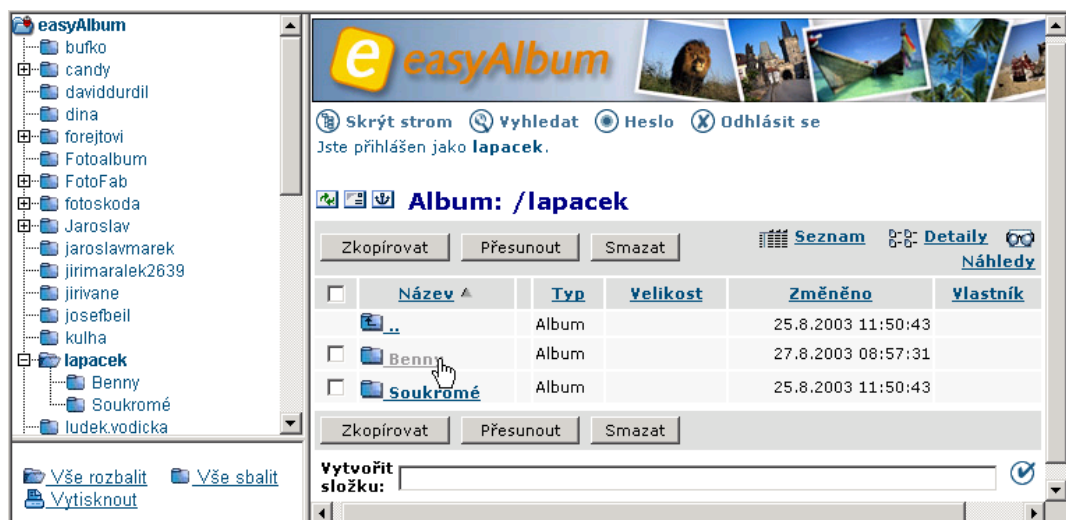 easyAlbum
bufko
candy
daviddurdil
dina
forejtovi
Fotoalbum
FotoFab
fotoskoda
Jaroslav
jaroslavmarek
jirimaralek2639
jirivane
josefbeil
kulha
lapacek
Benny
Soukromé
ludek.vodicka
Vše rozbalit Vše sbalit
Vytisknout
e easyAlbum
Skrýt strom Vyhledat Heslo Odhlásit se
Jste přihlášen jako lapacek.
Album: /lapacek
Zkopírovat Přesunout Smazat Seznam Detaily
Náhledy
Název Typ Velikost Změněno Vlastník
.. Album 25.8.2003 11:50:43
Benny Album 27.8.2003 08:57:31
Soukromé Album 25.8.2003 11:50:43
Zkopírovat Přesunout Smazat
Vytvořit
složku: